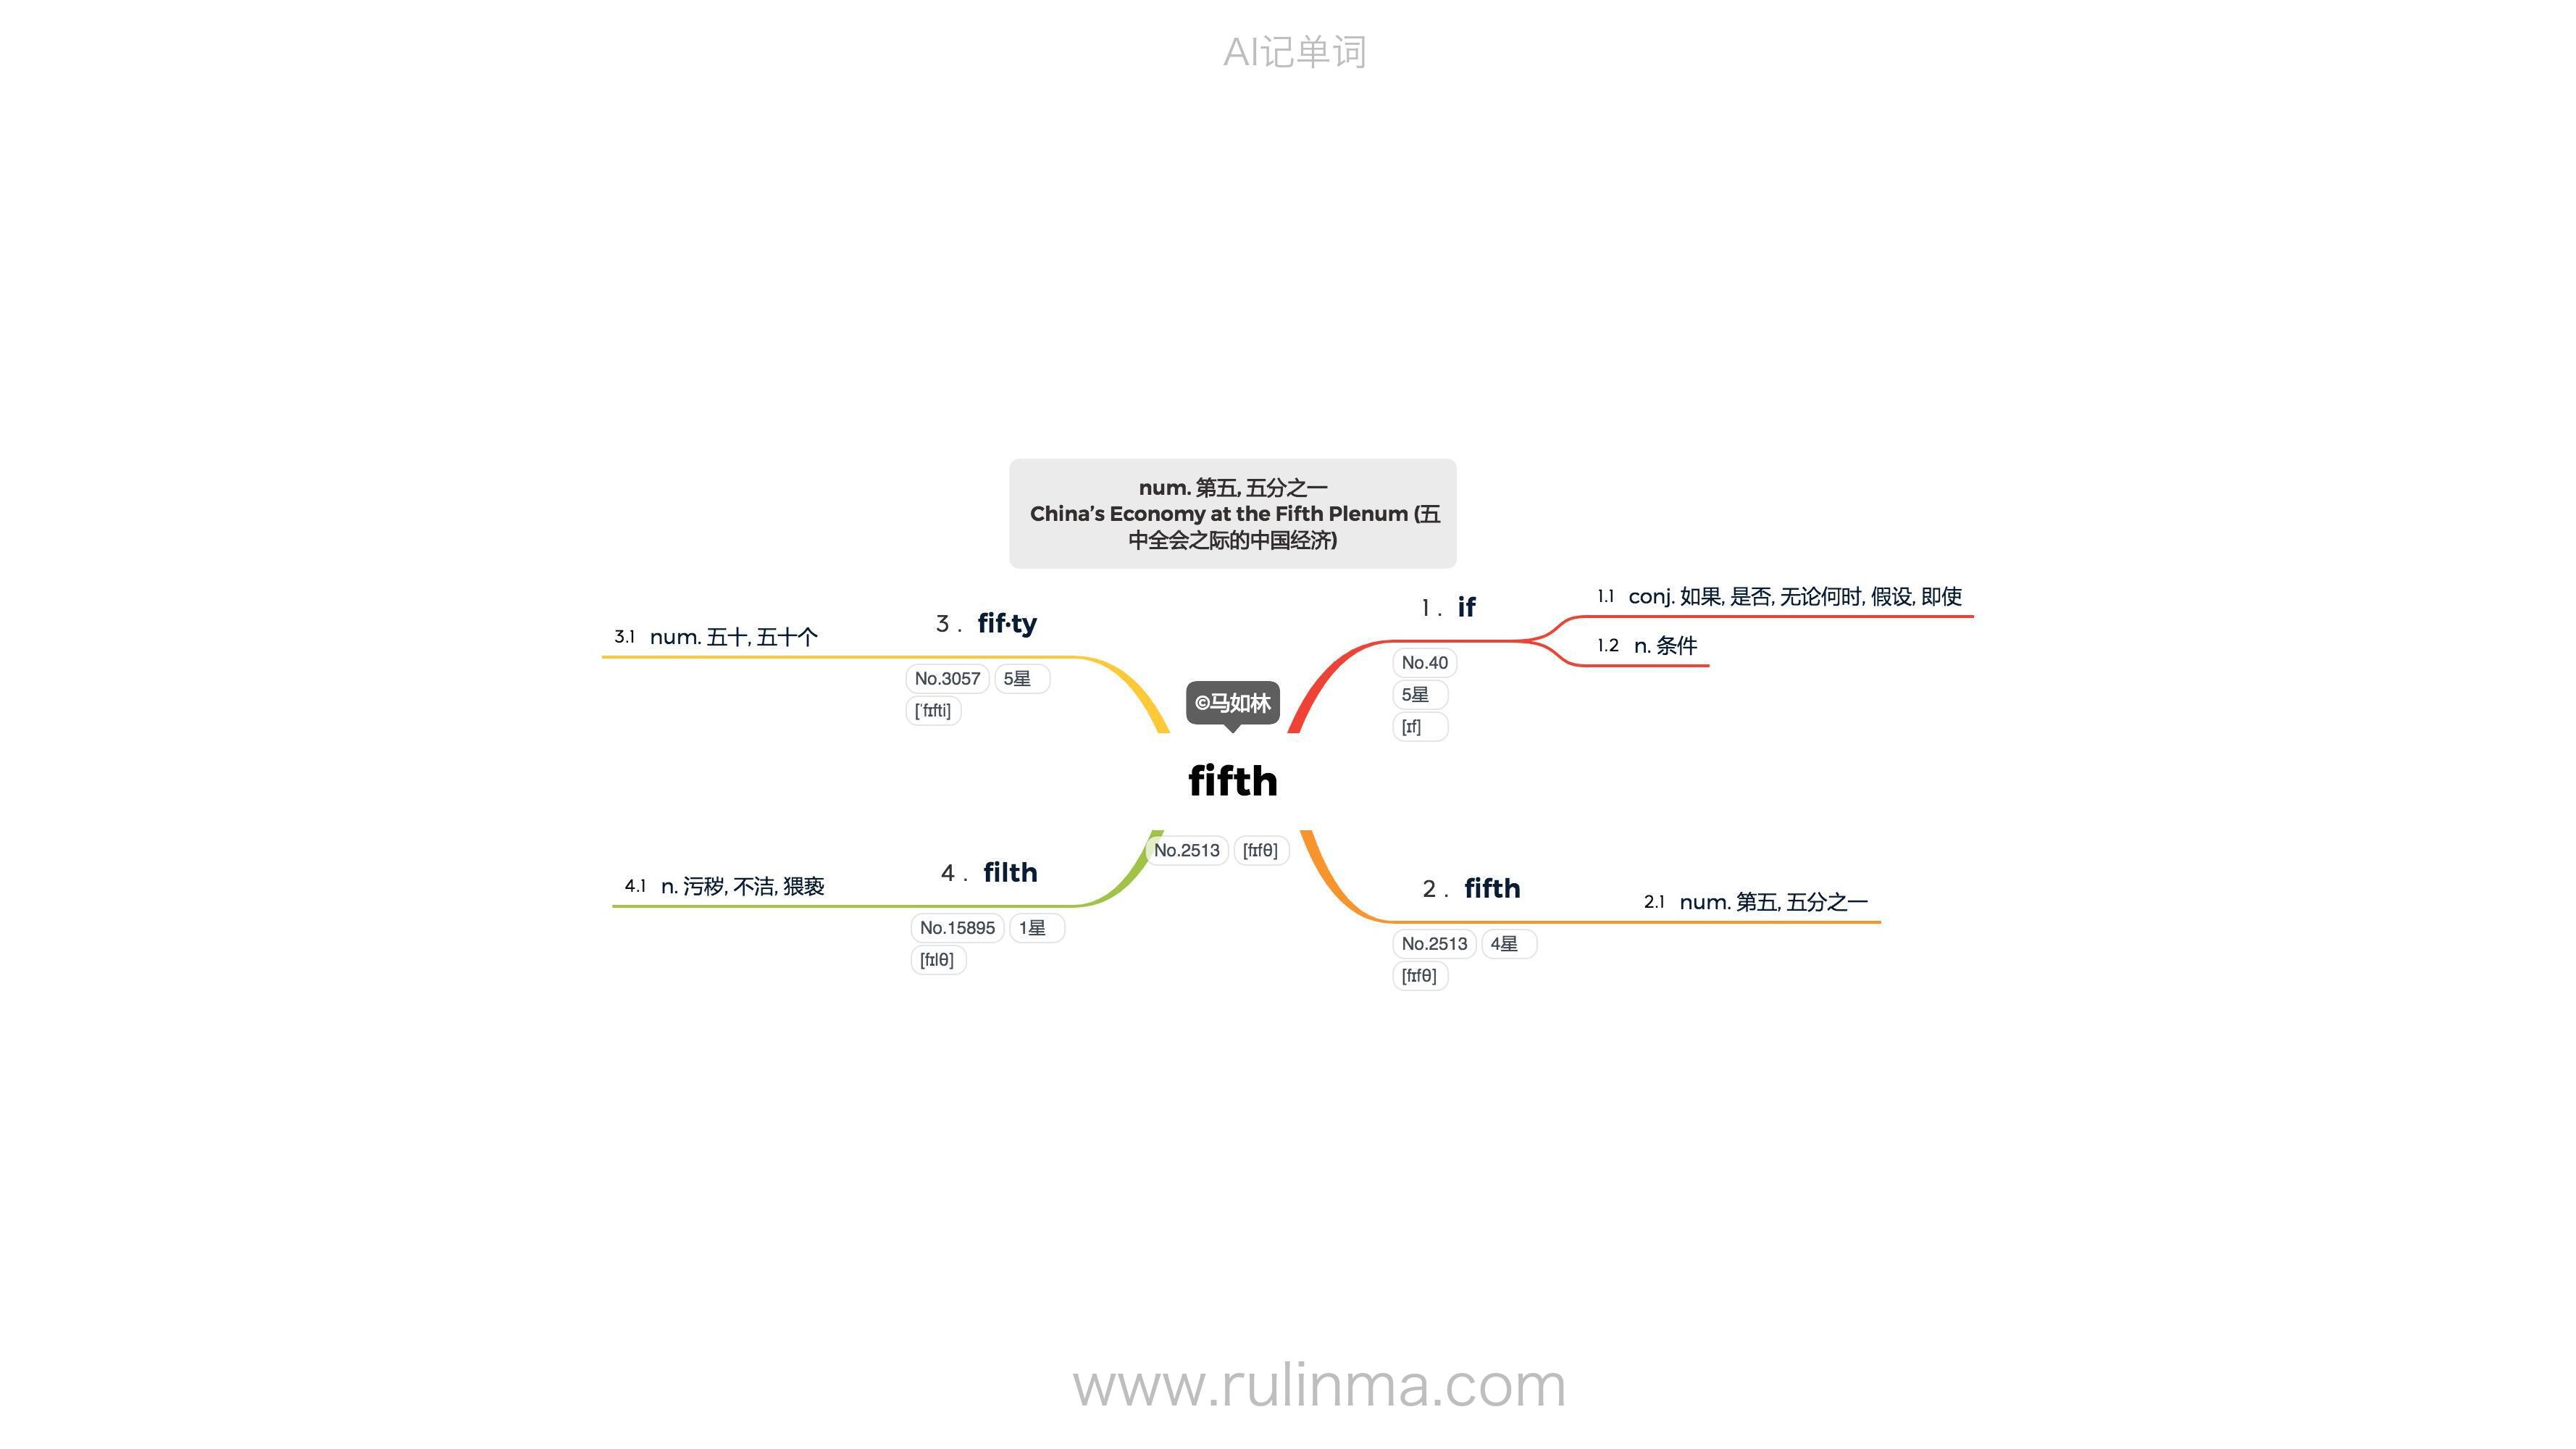 AI记单词
num. 第五, 五分之一
China’s Economy at the Fifth Plenum (五
中全会之际的中国经济)
©马如林
fifth
No.2513 [fɪfθ]
1 . if
No.40
5星
[ɪf]
1.1 conj. 如果, 是否, 无论何时, 假设, 即使
1.2 n. 条件
2 . fifth
No.2513 4星
[fɪfθ]
2.1 num. 第五, 五分之一
3 . fif·ty
No.3057 5星
[ˈfɪfti]
3.1 num. 五十, 五十个
4 . filth
No.15895 1星
[fɪlθ]
4.1 n. 污秽, 不洁, 猥亵
www.rulinma.com